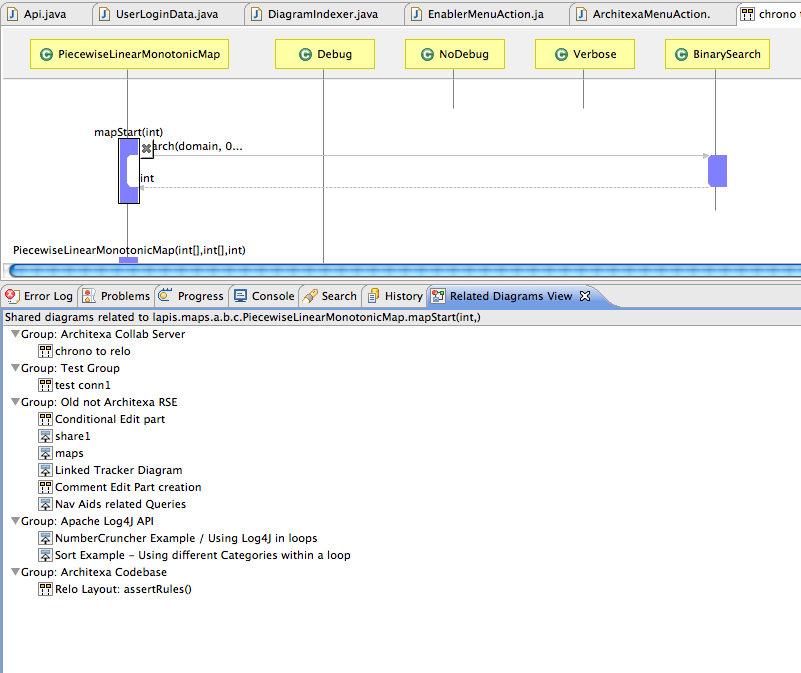 Api.java UserLoginData.java DiagramIndexer.java EnablerMenuAction.ja ArchitexaMenuAction. chrono
PiecewiseLinearMonotonicMap Debug NoDebug Verbose BinarySearch
mapStart(int)
arch(domain, 0...
int
PiecewiseLinearMonotonicMap(int[],int[],int)
Error Log Problems Progress Console Search History Related Diagrams View
Shared diagrams related to lapis.maps.a.b.c.PiecewiseLinearMonotonicMap.mapStart(int,)
Group: Architexa Collab Server
chrono to relo
Group: Test Group
test conn1
Group: Old not Architexa RSE
Conditional Edit part
share1
maps
Linked Tracker Diagram
Comment Edit Part creation
Nav Aids related Queries
Group: Apache Log4J API
NumberCruncher Example / Using Log4J in loops
Sort Example - Using different Categories within a loop
Group: Architexa Codebase
Relo Layout: assertRules()